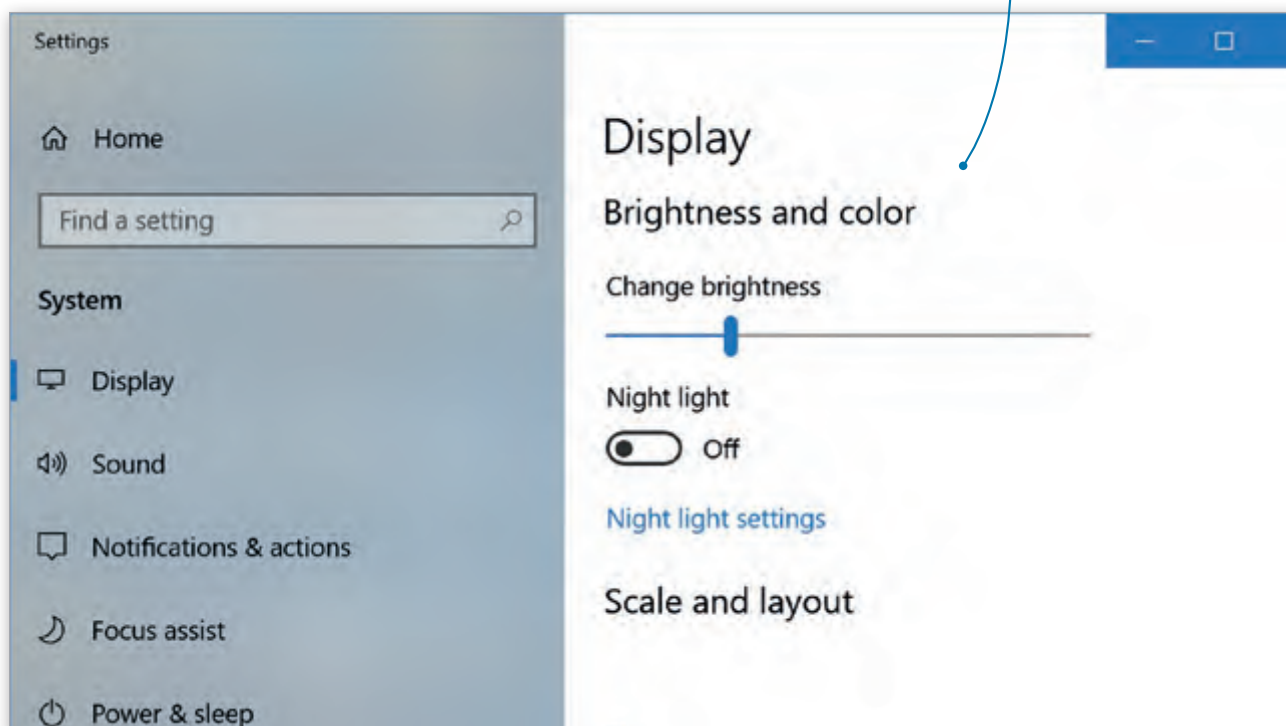 Settings
Home
Find a setting
System
Display
Sound
Notifications & actions
Focus assist
Power & sleep
Display
Brightness and color
Change brightness
Night light
Off
Night light settings
Scale and layout